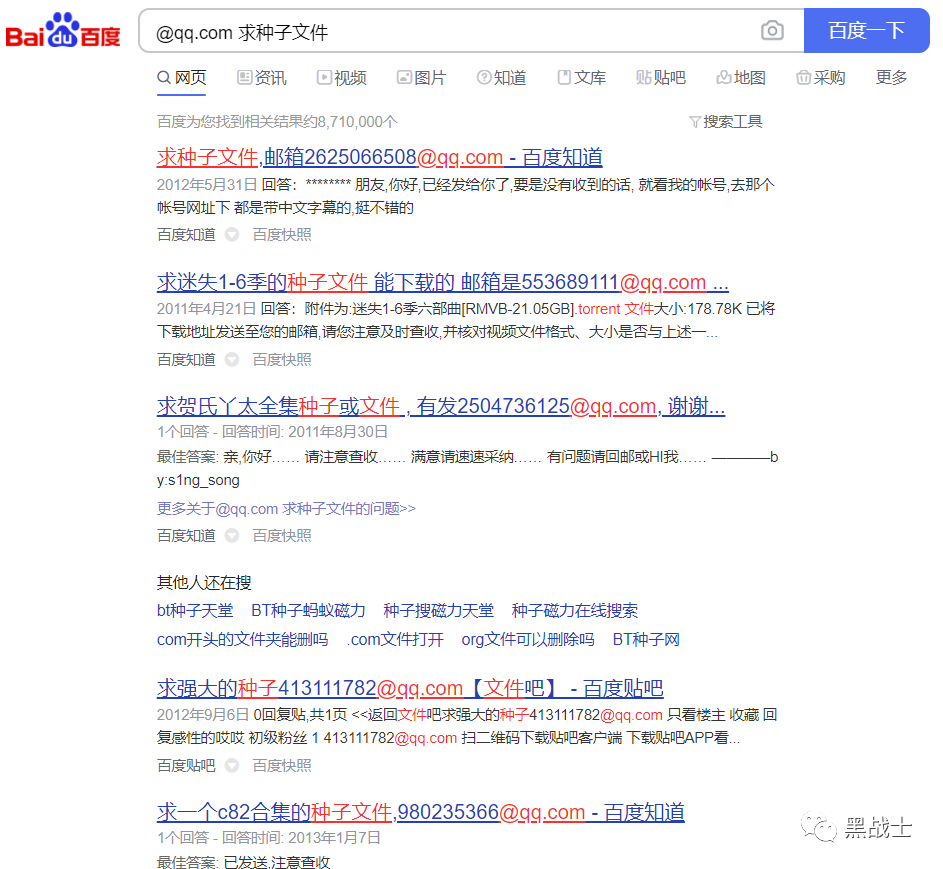 Bai du 百度
@qq.com 求种子文件
百度一下
网页 资讯 视频 图片 知道 文库 贴吧 地图 采购 更多
百度为您找到相关结果约8,710,000个 搜索工具
求种子文件,邮箱2625066508@qq.com - 百度知道
2012年5月31日 回答：******** 朋友,你好,已经发给你了,要是没有收到的话, 就看我的帐号,去那个
帐号网址下 都是带中文字幕的,挺不错的
百度知道 百度快照
求迷失1-6季的种子文件 能下载的 邮箱是553689111@qq.com ...
2011年4月21日 回答：附件为:迷失1-6季六部曲[RMVB-21.05GB].torrent 文件大小:178.78K 已将
下载地址发送至您的邮箱,请您注意及时查收,并核对视频文件格式、大小是否与上述一...
百度知道 百度快照
求贺氏丫太全集种子或文件 , 有发2504736125@qq.com, 谢谢...
1个回答 - 回答时间: 2011年8月30日
最佳答案: 亲,你好…… 请注意查收…… 满意请速速采纳…… 有问题请回邮或HI我…… ————b
y:s1ng_song
更多关于@qq.com 求种子文件的问题>>
百度知道 百度快照
其他人还在搜
bt种子天堂 BT种子蚂蚁磁力 种子搜磁力天堂 种子磁力在线搜索
com开头的文件夹能删吗 .com文件打开 org文件可以删除吗 BT种子网
求强大的种子413111782@qq.com【文件吧】 - 百度贴吧
2012年9月6日 0回复贴,共1页 <<返回文件吧求强大的种子413111782@qq.com 只看楼主 收藏 回
复感性的哎哎 初级粉丝 1 413111782@qq.com 扫二维码下载贴吧客户端 下载贴吧APP看...
百度贴吧 百度快照
求一个c82合集的种子文件,980235366@qq.com - 百度知道
1个回答 - 回答时间: 2013年1月7日
最佳答案: 已发送.注意查收
黑战士